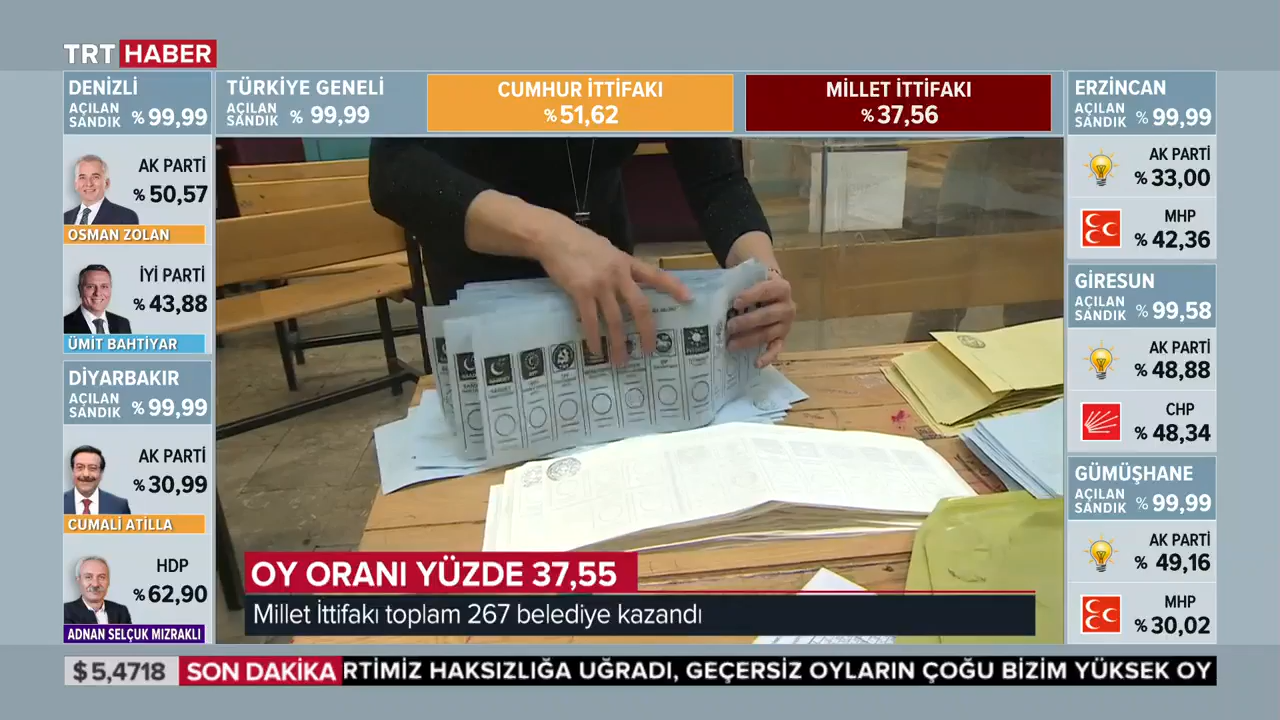 TRT HABER
DENİZLİ
AÇILAN SANDIK % 99,99
AK PARTİ
% 50,57
OSMAN ZOLAN
İYİ PARTİ
% 43,88
ÜMİT BAHTİYAR
DİYARBAKIR
AÇILAN SANDIK % 99,99
AK PARTİ
% 30,99
CUMALİ ATİLLA
HDP
% 62,90
ADNAN SELÇUK MIZRAKLI
TÜRKİYE GENELİ
AÇILAN SANDIK % 99,99
CUMHUR İTTİFAKI
% 51,62
MİLLET İTTİFAKI
% 37,56
ERZİNCAN
AÇILAN SANDIK % 99,99
AK PARTİ
% 33,00
MHP
% 42,36
GİRESUN
AÇILAN SANDIK % 99,58
AK PARTİ
% 48,88
CHP
% 48,34
GÜMÜŞHANE
AÇILAN SANDIK % 99,99
AK PARTİ
% 49,16
MHP
% 30,02
OY ORANI YÜZDE 37,55
Millet İttifakı toplam 267 belediye kazandı
$ 5,4718 SON DAKİKA RTİMİZ HAKSIZLIĞA UĞRADI, GEÇERSİZ OYLARIN ÇOĞU BİZİM YÜKSEK OY